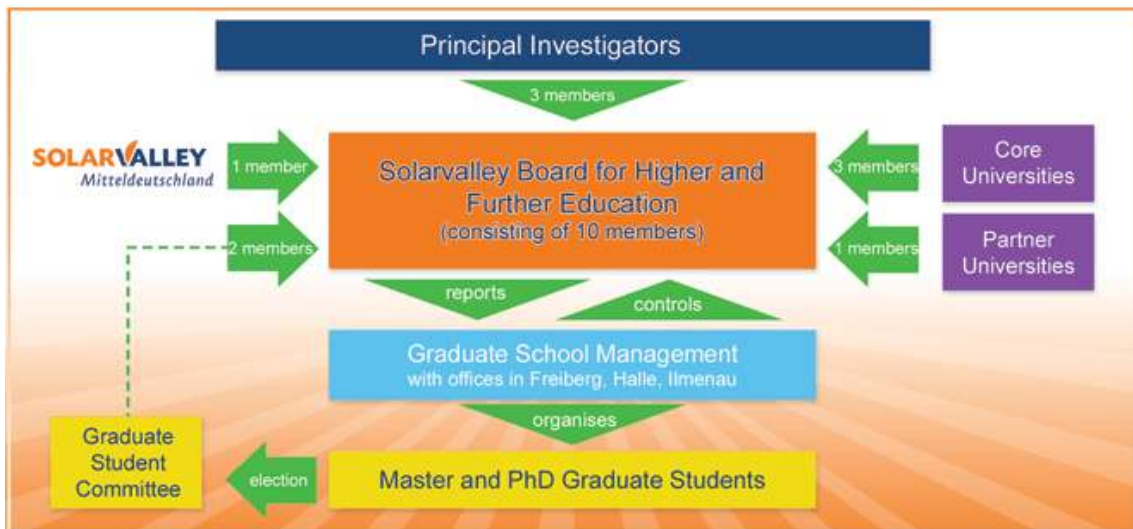 Principal Investigators
3 members
SOLARVALLEY
Mitteldeutschland
1 member
Solarvalley Board for Higher and
Further Education
(consisting of 10 members)
3 members
Core
Universities
2 members
1 members
Partner
Universities
reports
controls
Graduate School Management
with offices in Freiberg, Halle, Ilmenau
organises
Graduate
Student
Committee
election
Master and PhD Graduate Students